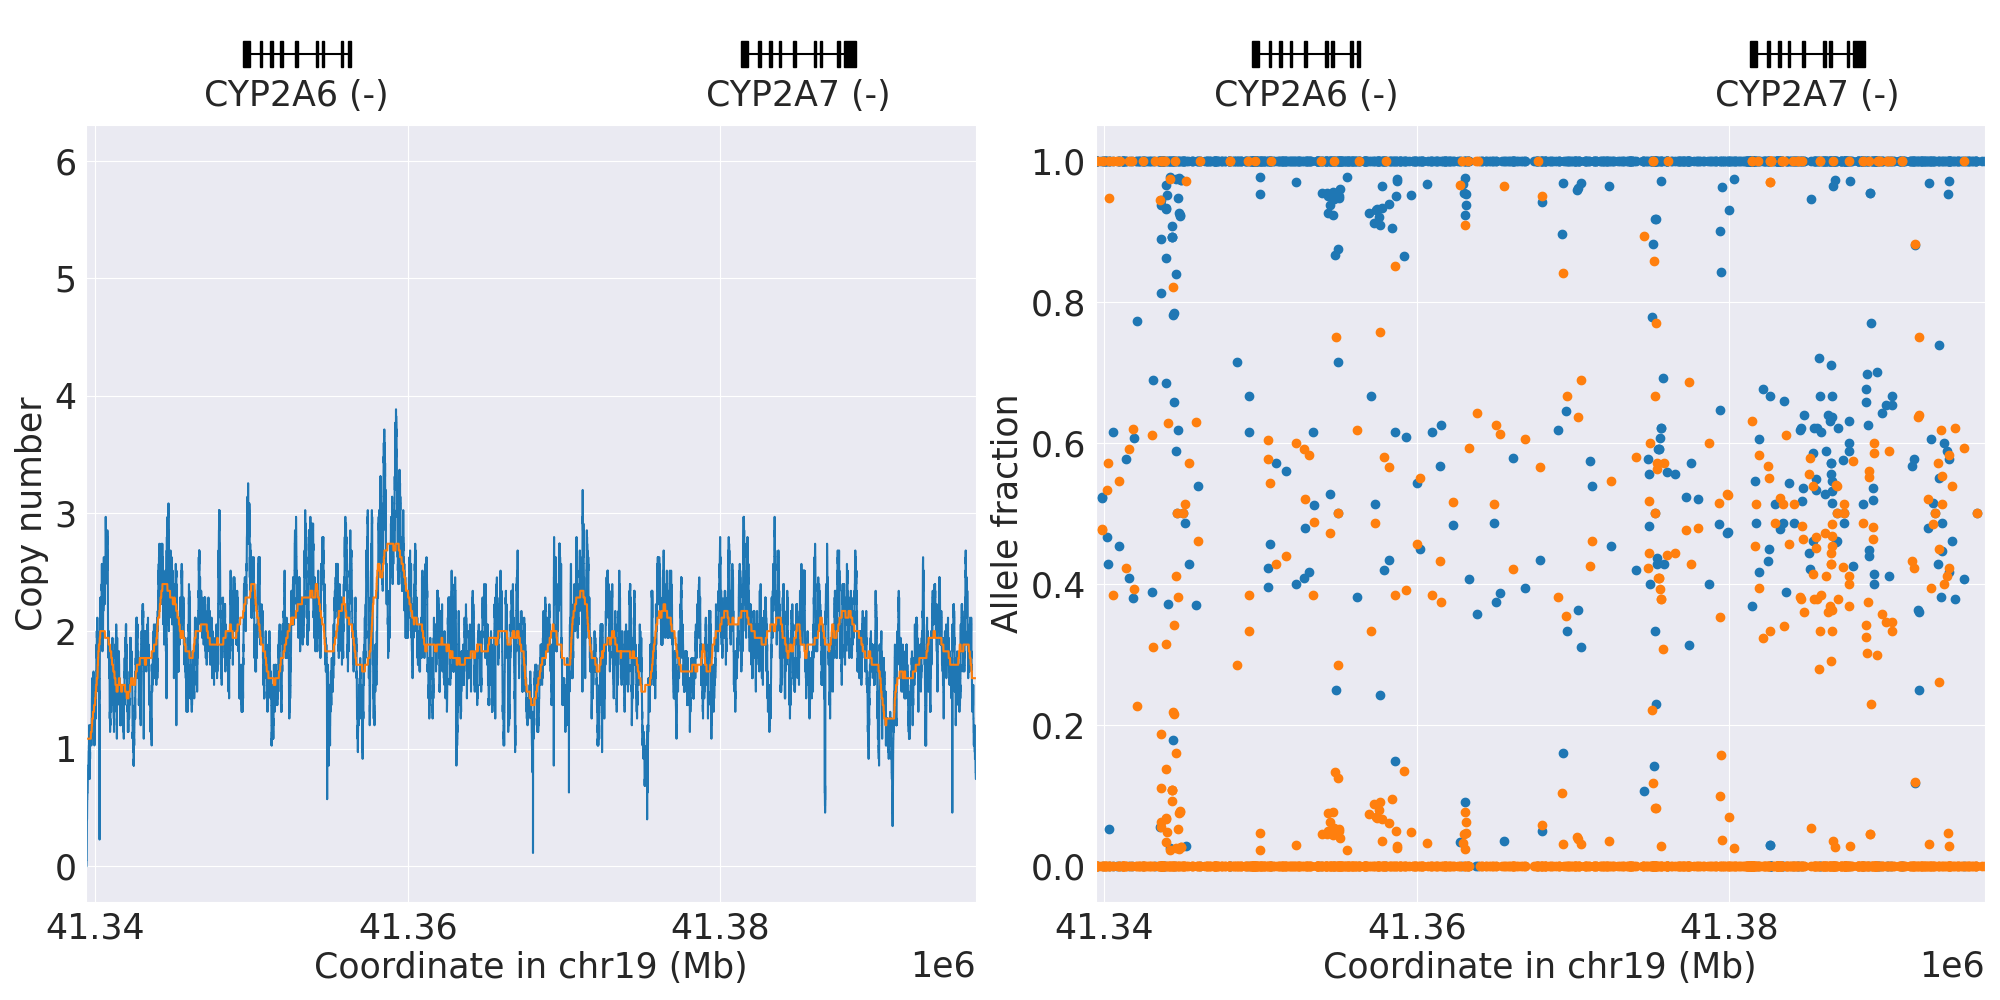 CYP2A6 (-)
CYP2A7 (-)
6
5
4
3
2
1
0
Copy number
41.34
41.36
41.38
Coordinate in chr19 (Mb)
1e6
CYP2A6 (-)
CYP2A7 (-)
1.0
0.8
0.6
0.4
0.2
0.0
Allele fraction
41.34
41.36
41.38
Coordinate in chr19 (Mb)
1e6